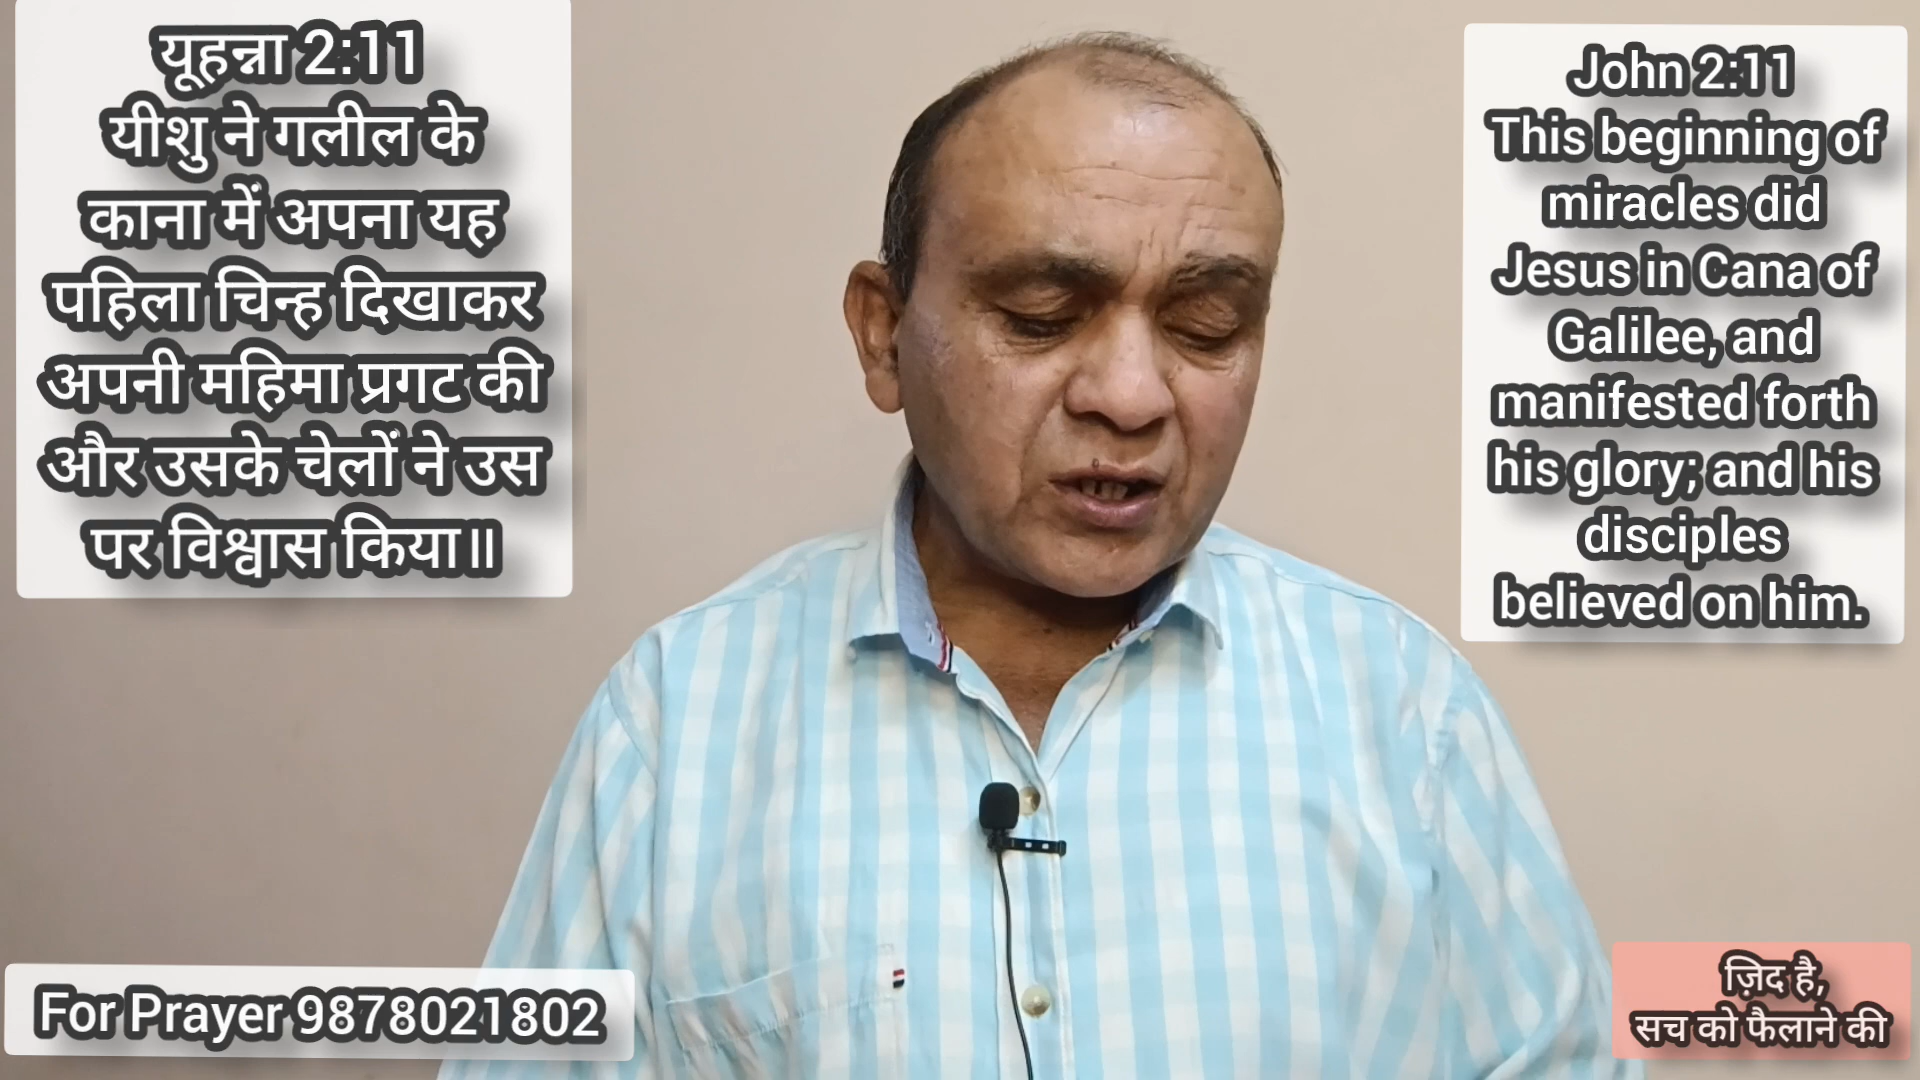 यूहन्ना 2:11
यीशु ने गलील के
काना में अपना यह
पहिला चिन्ह दिखाकर
अपनी महिमा प्रगट की
और उसके चेलों ने उस
पर विश्वास किया॥
John 2:11
This beginning of
miracles did
Jesus in Cana of
Galilee, and
manifested forth
his glory; and his
disciples
believed on him.
For Prayer 9878021802
ज़िद है,
सच को फैलाने की